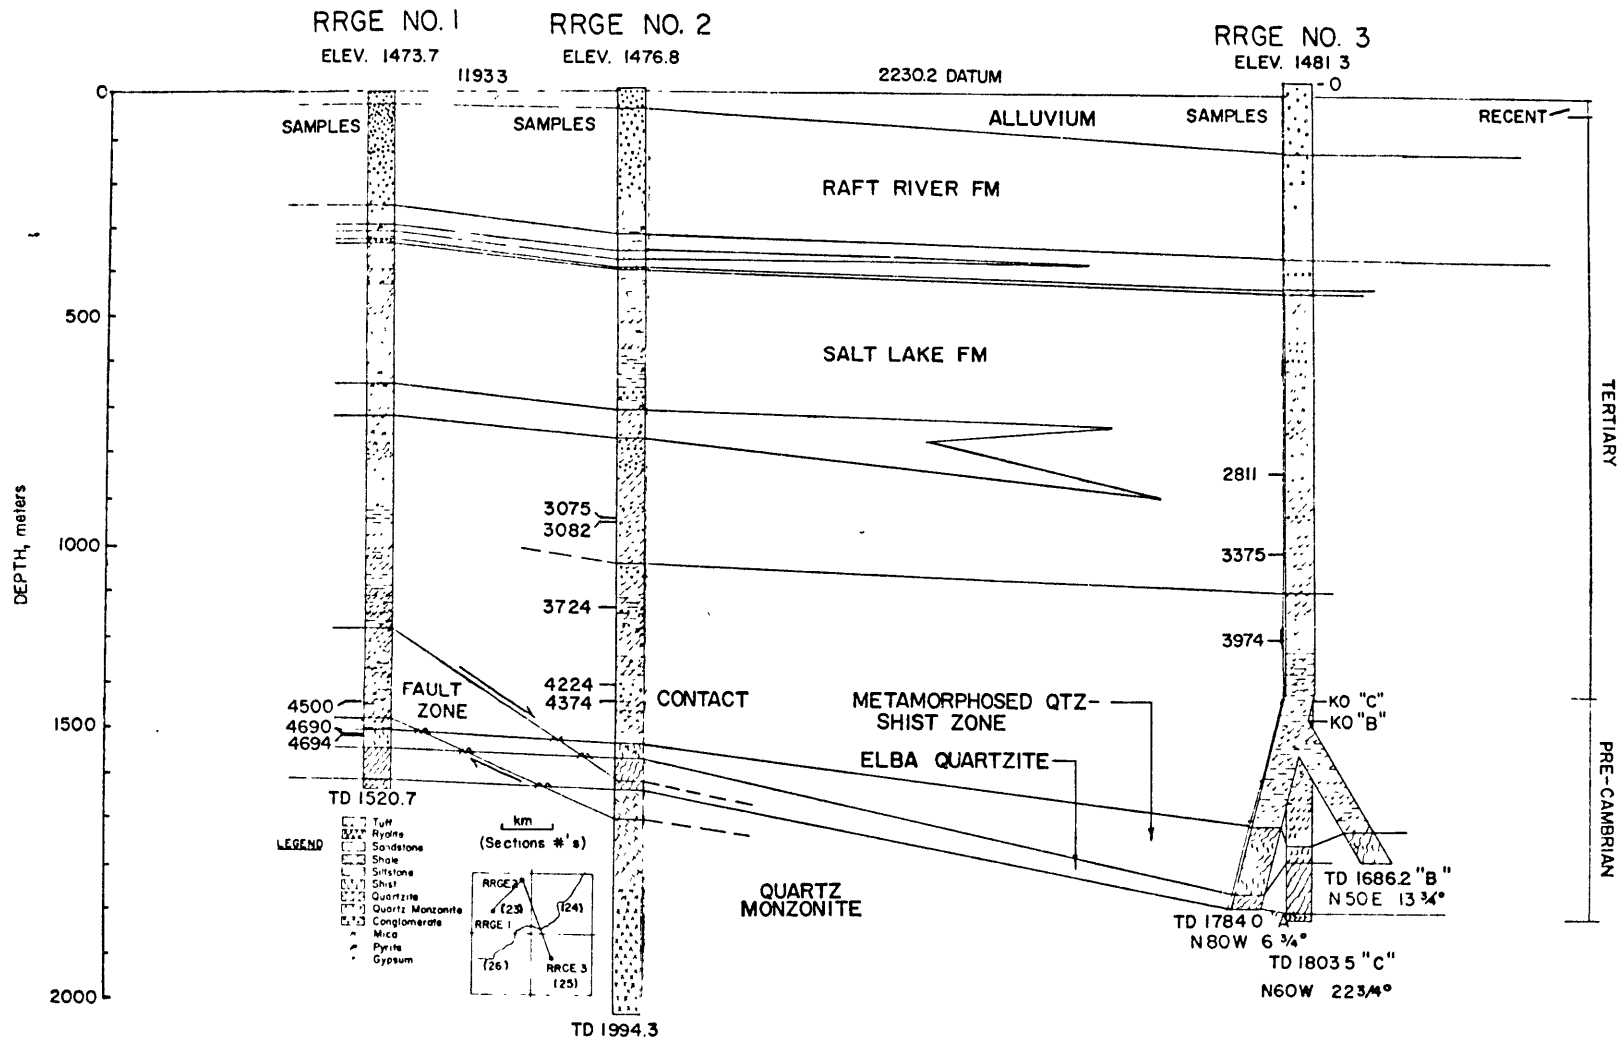 RRGE NO. 1
ELEV. 1473.7
RRGE NO. 2
ELEV. 1476.8
RRGE NO. 3
ELEV. 1481 3
11933
2230.2 DATUM
0
-0
SAMPLES
SAMPLES
ALLUVIUM
SAMPLES
RECENT
RAFT RIVER FM
500
SALT LAKE FM
TERTIARY
DEPTH, meters
2811
3075
3082
1000
3375
3724
3974
4224
4374
CONTACT
FAULT
ZONE
METAMORPHOSED QTZ-
SHIST ZONE
KO "C"
KO "B"
4500
4690
4694
1500
ELBA QUARTZITE
PRE-CAMBRIAN
TD 1520.7
LEGEND
Tuff
Ryolite
Sandstone
Shale
Siltstone
Shist
Quartzite
Quartz Monzonite
Conglomerate
Mica
Pyrite
Gypsum
km
(Sections #'s)
RRGE 2
(23)
(24)
RRGE 1
(26)
RRCE 3
(25)
QUARTZ
MONZONITE
TD 1686.2 "B"
N 50 E 13 3/4°
TD 1784 0
N 80W 6 3/4°
TD 1803 5 "C"
N60W 22 3/4°
2000
TD 1994.3